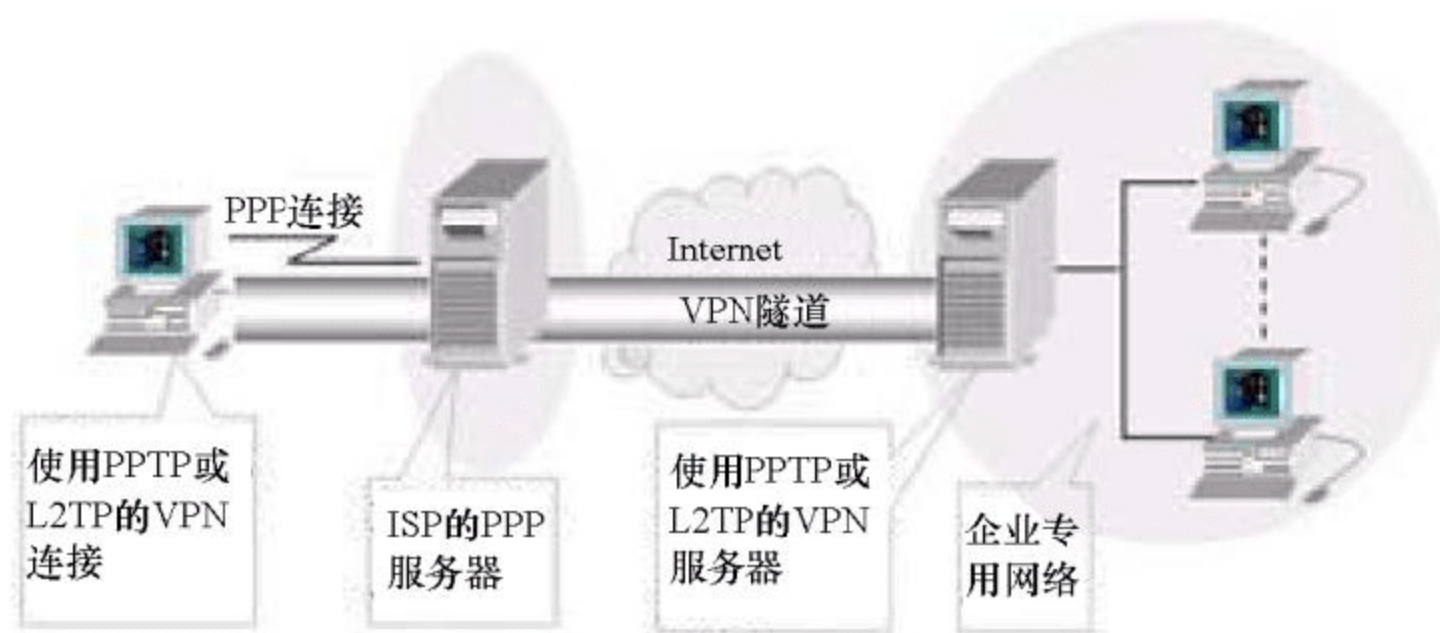 PPP连接
Internet
VPN隧道
使用PPTP或
L2TP的VPN
连接
ISP的PPP
服务器
使用PPTP或
L2TP的VPN
服务器
企业专
用网络